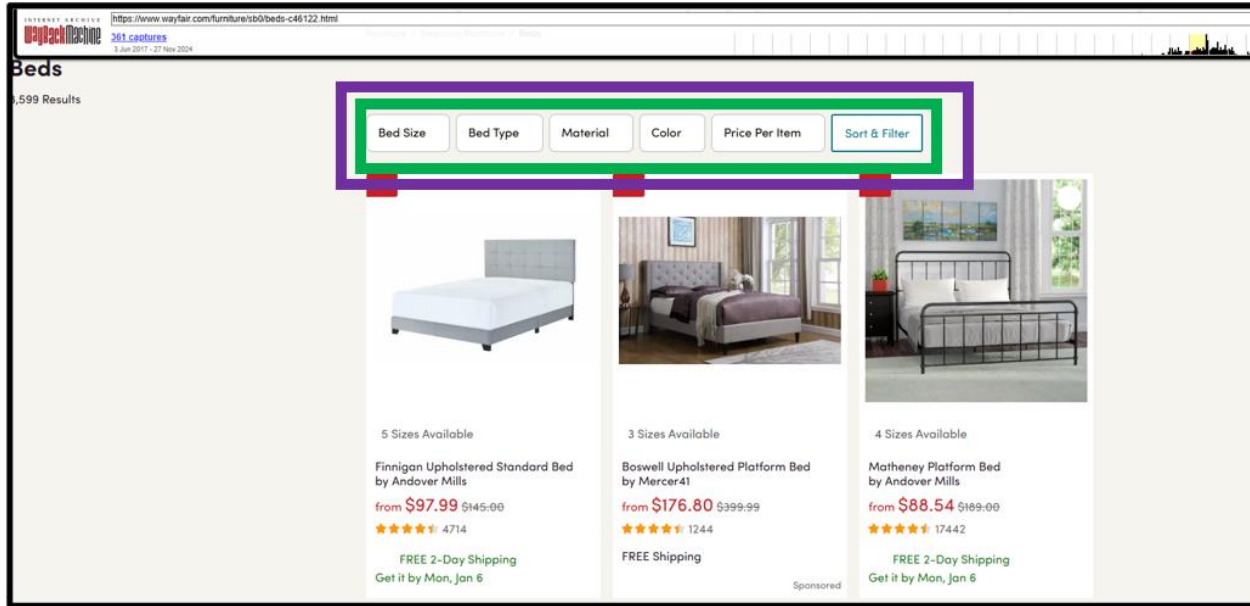 INTERNET ARCHIVE
WayBackMachine
https://www.wayfair.com/furniture/sb0/beds-c46122.html
361 captures
3 Jun 2017 - 27 Nov 2024
Beds
,599 Results
Bed Size
Bed Type
Material
Color
Price Per Item
Sort & Filter
5 Sizes Available
Finnigan Upholstered Standard Bed
by Andover Mills
from $97.99 $145.00
4714
FREE 2-Day Shipping
Get it by Mon, Jan 6
3 Sizes Available
Boswell Upholstered Platform Bed
by Mercer41
from $176.80 $399.99
1244
FREE Shipping
Sponsored
4 Sizes Available
Matheney Platform Bed
by Andover Mills
from $88.54 $189.00
17442
FREE 2-Day Shipping
Get it by Mon, Jan 6